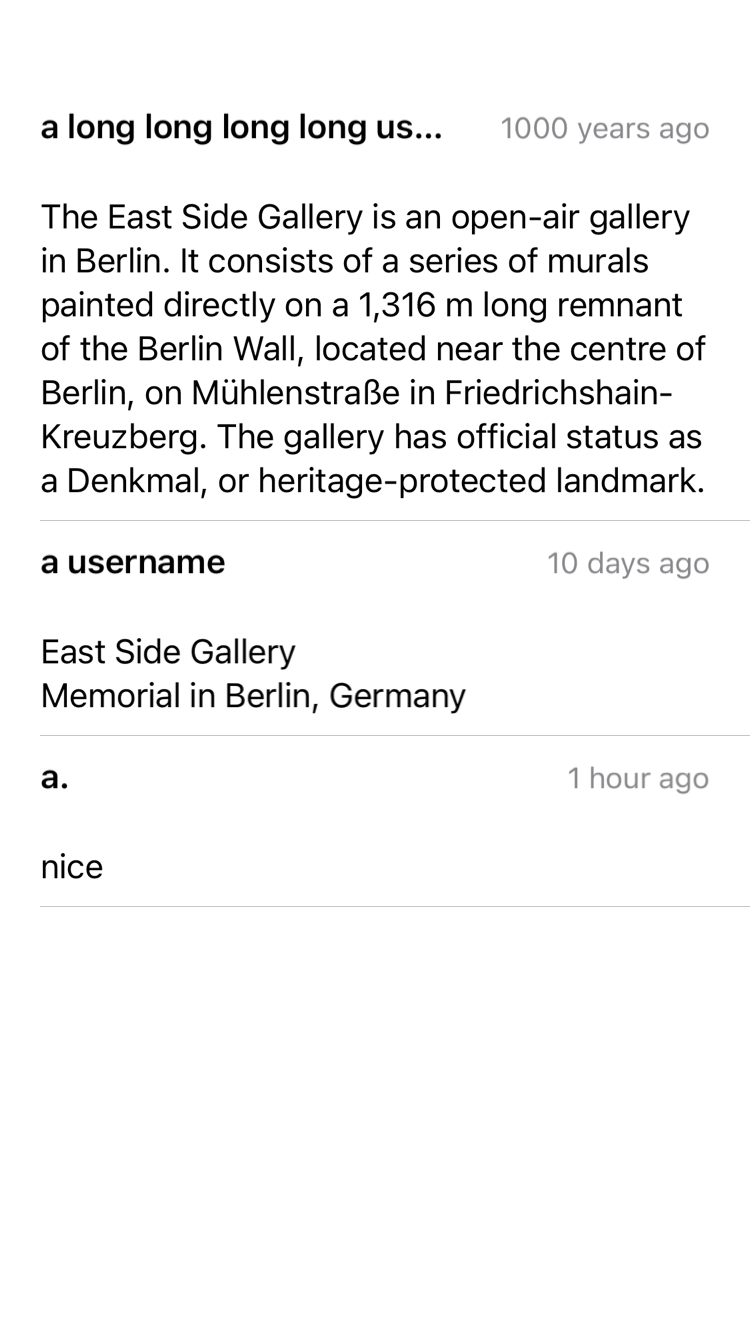 a long long long long us... 1000 years ago
The East Side Gallery is an open-air gallery
in Berlin. It consists of a series of murals
painted directly on a 1,316 m long remnant
of the Berlin Wall, located near the centre of
Berlin, on Mühlenstraße in Friedrichshain-
Kreuzberg. The gallery has official status as
a Denkmal, or heritage-protected landmark.
a username 10 days ago
East Side Gallery
Memorial in Berlin, Germany
a. 1 hour ago
nice